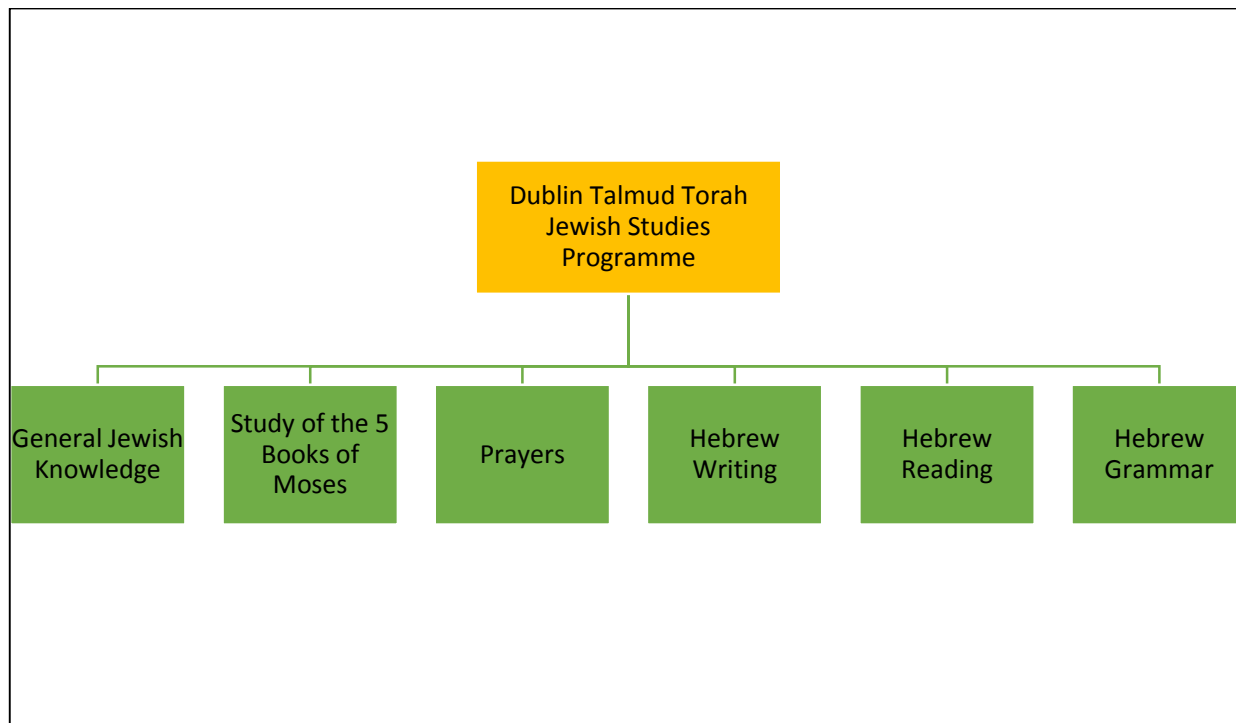 Dublin Talmud Torah
Jewish Studies
Programme
General Jewish
Knowledge
Study of the 5
Books of
Moses
Prayers
Hebrew
Writing
Hebrew
Reading
Hebrew
Grammar